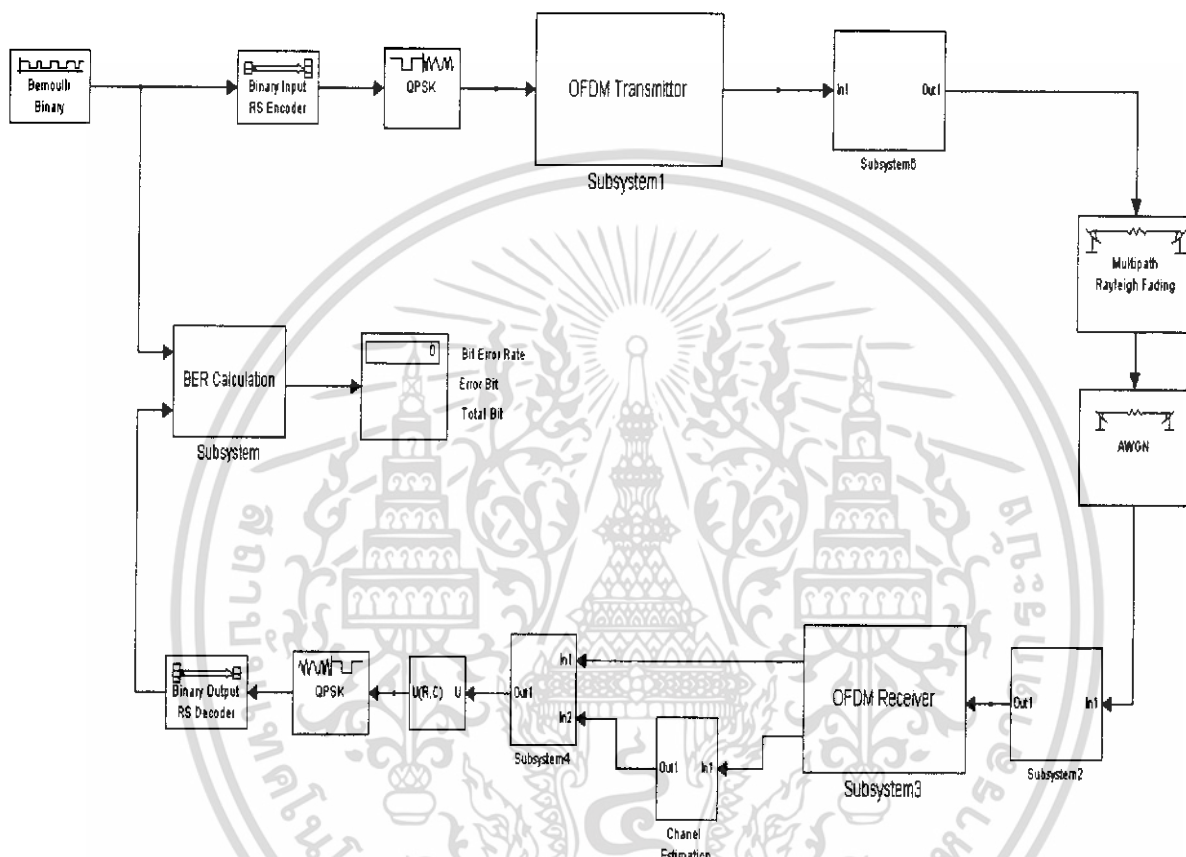 Bernoulli
Binary
Binary Input
RS Encoder
QPSK
OFDM Transmittor
Subsystem1
In1
Out1
Multipath
Rayleigh Fading
AWGN
BER Calculation
Subsystem
0
Bit Error Rate
Error Bit
Total Bit
Binary Output
RS Decoder
QPSK
U(R,C)
U
Out1
In1
In2
Subsystem4
Out1
In1
Chanel
Estimation
OFDM Receiver
Subsystem3
Out1
In1
Subsystem2